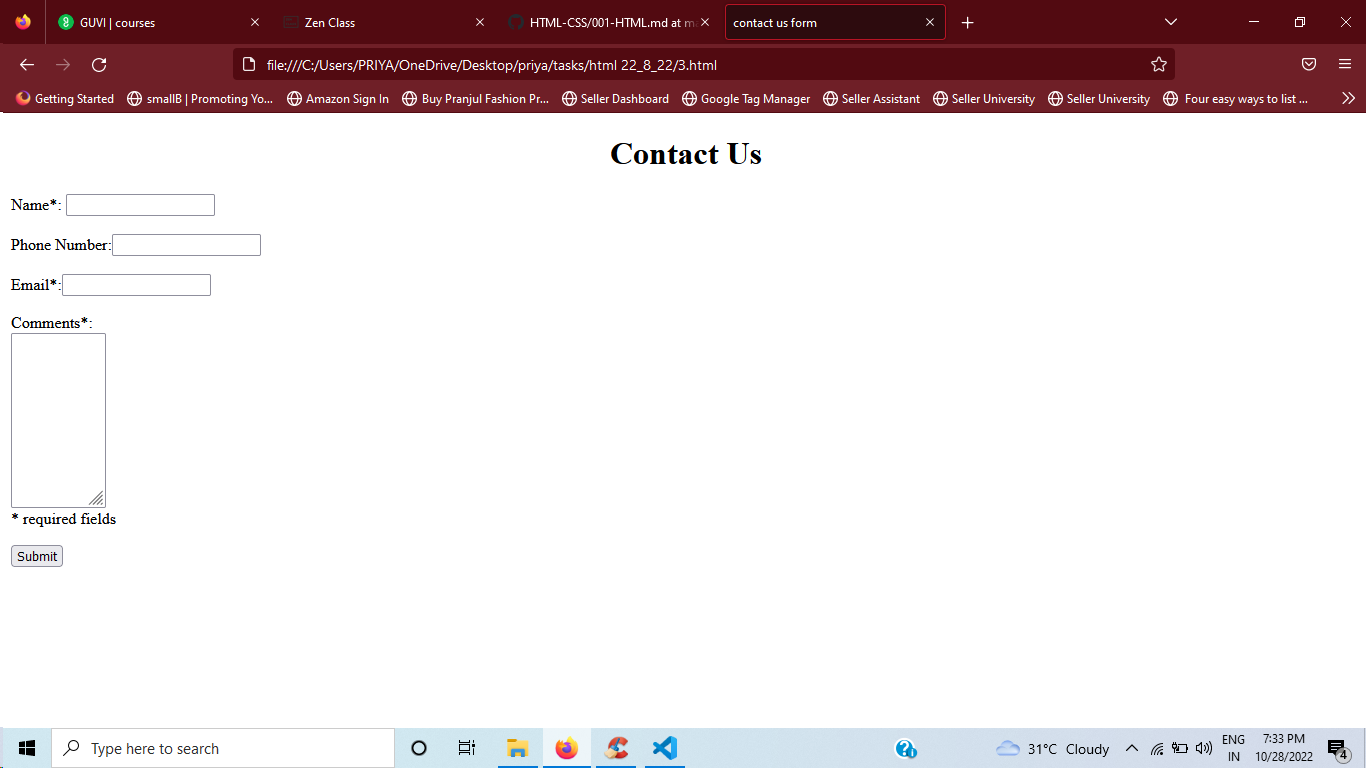 GUVI | courses
Zen Class
HTML-CSS/001-HTML.md at ma
contact us form
file:///C:/Users/PRIYA/OneDrive/Desktop/priya/tasks/html 22_8_22/3.html
Getting Started smallB | Promoting Yo... Amazon Sign In Buy Pranjul Fashion Pr... Seller Dashboard Google Tag Manager Seller Assistant Seller University Seller University Four easy ways to list ...
Contact Us
Name*:
Phone Number:
Email*:
Comments*:
* required fields
Submit
Type here to search
31°C Cloudy
ENG
IN
7:33 PM
10/28/2022
4